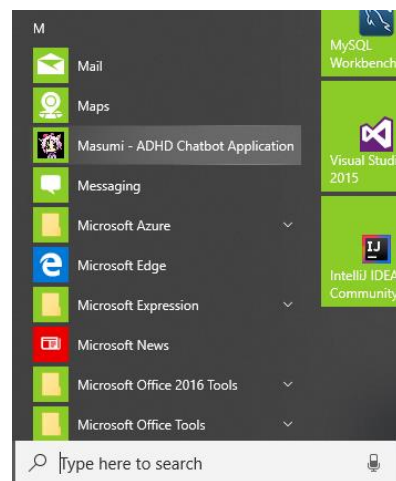 M
Mail
Maps
Masumi - ADHD Chatbot Application
Messaging
Microsoft Azure
Microsoft Edge
Microsoft Expression
Microsoft News
Microsoft Office 2016 Tools
Microsoft Office Tools
MySQL
Workbench
Visual Studi
2015
IJ
IntelliJ IDEA
Community
Type here to search